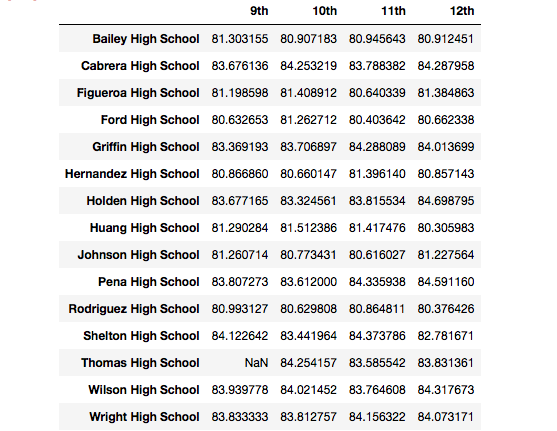 9th 10th 11th 12th
Bailey High School 81.303155 80.907183 80.945643 80.912451
Cabrera High School 83.676136 84.253219 83.788382 84.287958
Figueroa High School 81.198598 81.408912 80.640339 81.384863
Ford High School 80.632653 81.262712 80.403642 80.662338
Griffin High School 83.369193 83.706897 84.288089 84.013699
Hernandez High School 80.866860 80.660147 81.396140 80.857143
Holden High School 83.677165 83.324561 83.815534 84.698795
Huang High School 81.290284 81.512386 81.417476 80.305983
Johnson High School 81.260714 80.773431 80.616027 81.227564
Pena High School 83.807273 83.612000 84.335938 84.591160
Rodriguez High School 80.993127 80.629808 80.864811 80.376426
Shelton High School 84.122642 83.441964 84.373786 82.781671
Thomas High School NaN 84.254157 83.585542 83.831361
Wilson High School 83.939778 84.021452 83.764608 84.317673
Wright High School 83.833333 83.812757 84.156322 84.073171